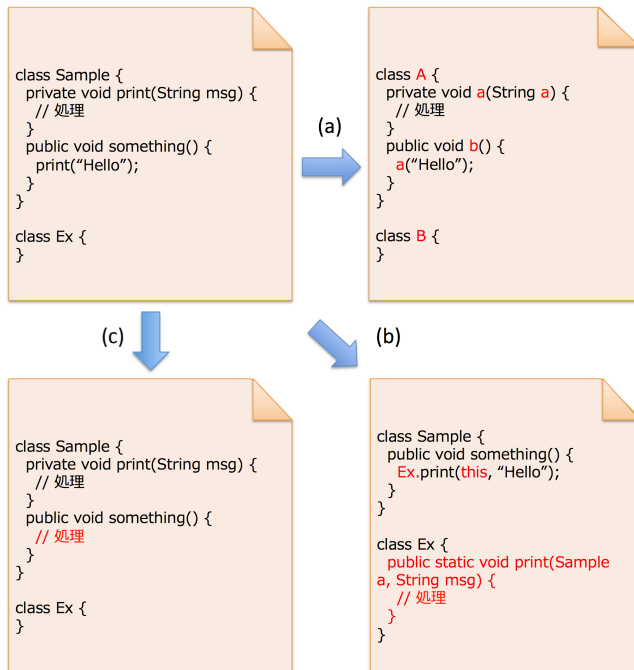 class Sample {
private void print(String msg) {
// 処理
}
public void something() {
print(“Hello”);
}
}
class Ex {
}
(a)
class A {
private void a(String a) {
// 処理
}
public void b() {
a(“Hello”);
}
}
class B {
}
(c)
(b)
class Sample {
private void print(String msg) {
// 処理
}
public void something() {
// 処理
}
}
class Ex {
}
class Sample {
public void something() {
Ex.print(this, “Hello”);
}
}
class Ex {
public static void print(Sample
a, String msg) {
// 処理
}
}